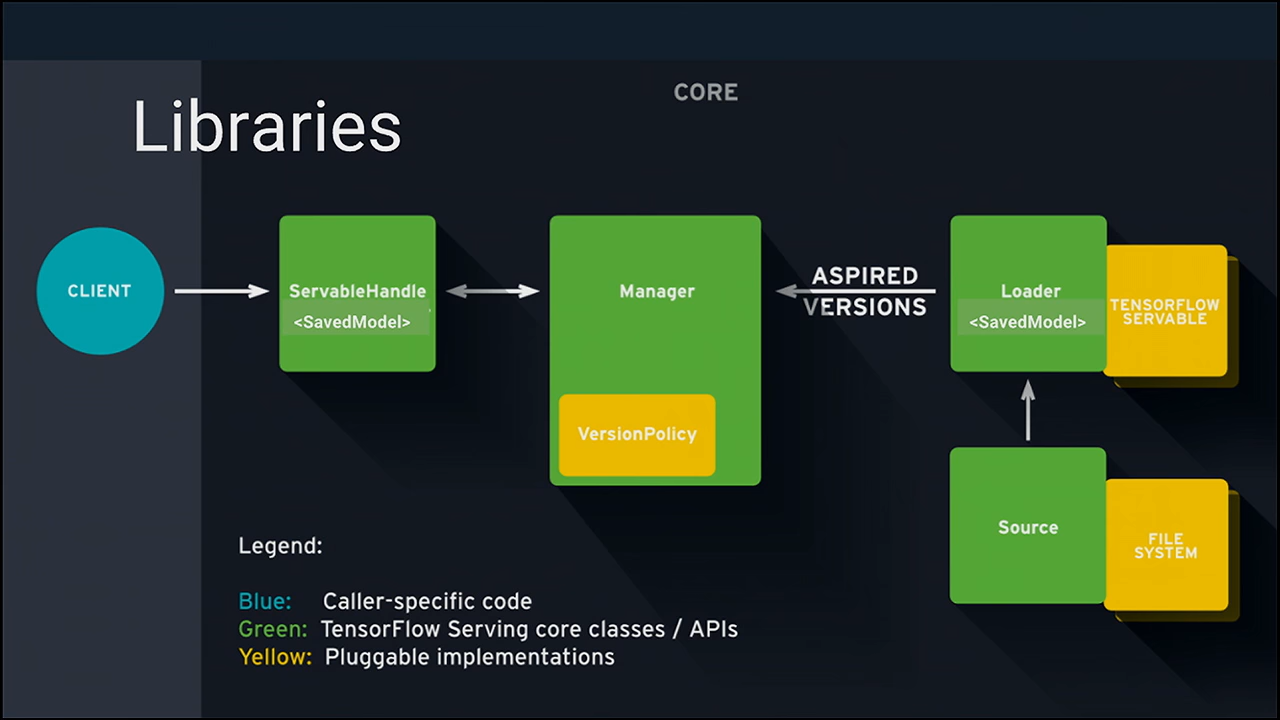 Libraries
CORE
CLIENT
ServableHandle
<SavedModel>
Manager
VersionPolicy
ASPIRED
VERSIONS
Loader
<SavedModel>
TENSORFLOW
SERVABLE
Source
FILE
SYSTEM
Legend:
Blue: Caller-specific code
Green: TensorFlow Serving core classes / APIs
Yellow: Pluggable implementations